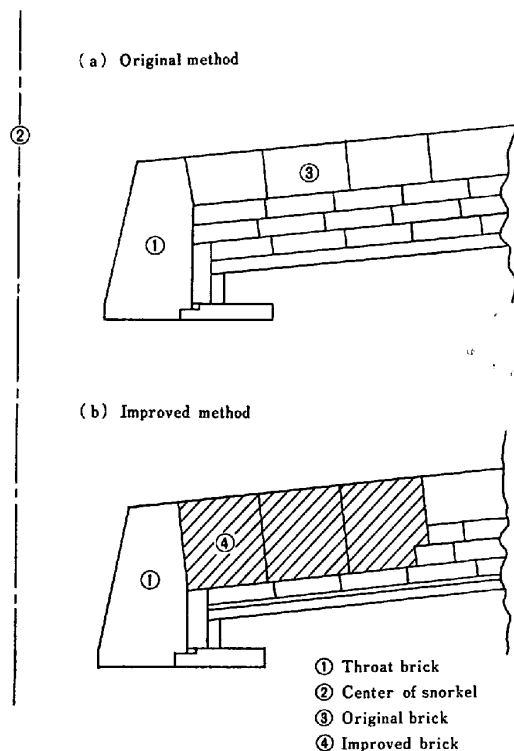 (a) Original method
②
③
①
(b) Improved method
④
①
① Throat brick
② Center of snorkel
③ Original brick
④ Improved brick